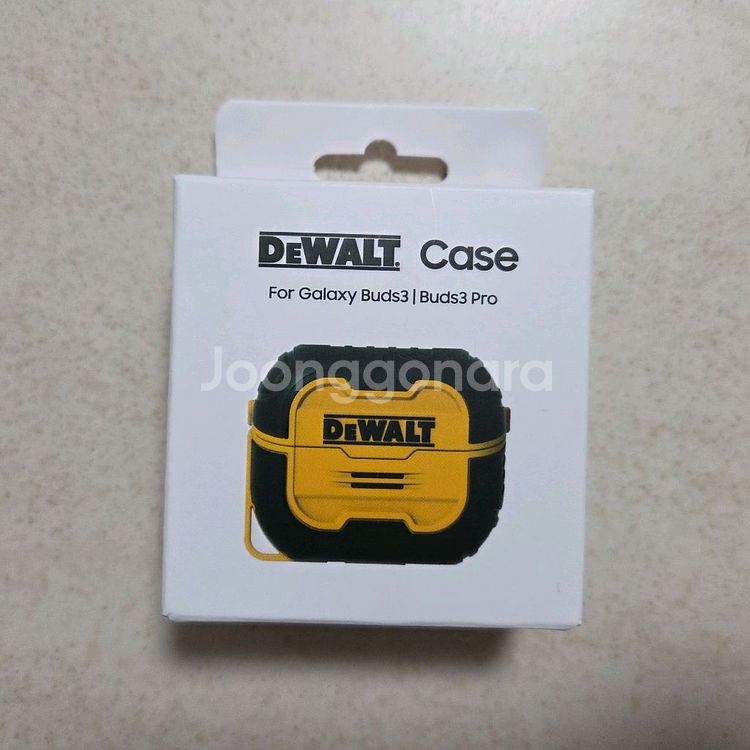 DeWALT. Case
For Galaxy Buds3 | Buds3 Pro
Joonggonara
DeWALT